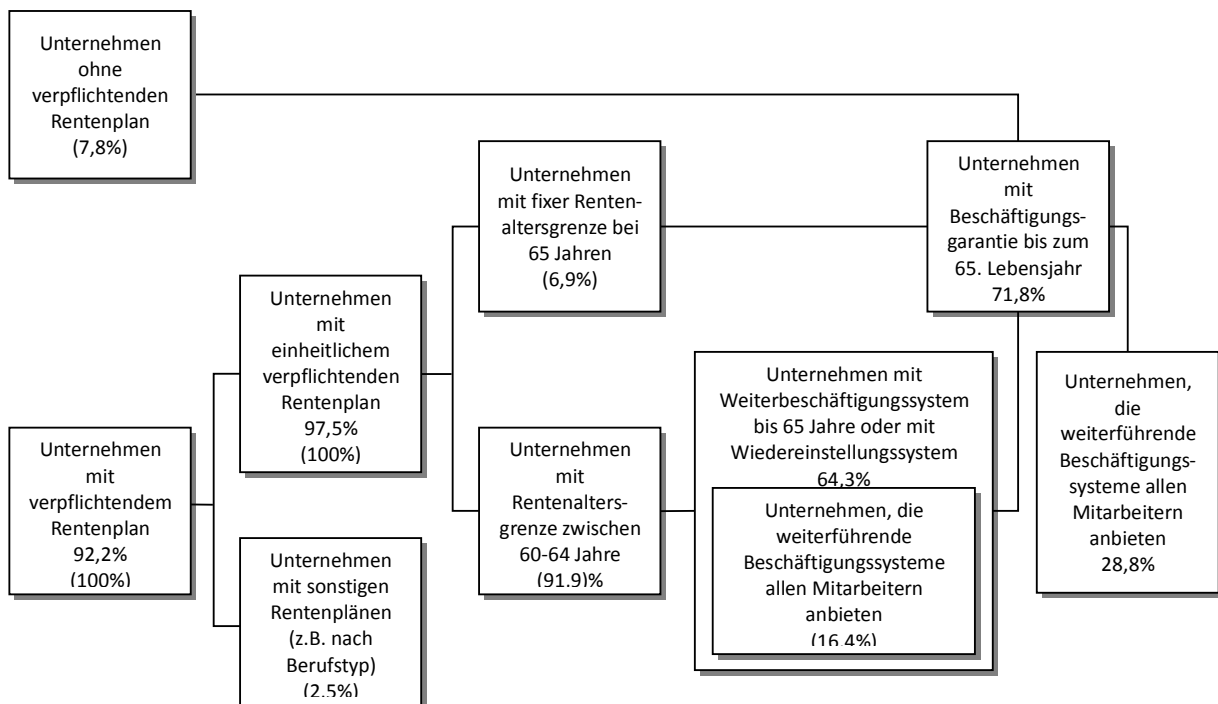 Unternehmen
ohne
verpflichtenden
Rentenplan
(7,8%)
Unternehmen
mit fixer Renten-
altersgrenze bei
65 Jahren
(6,9%)
Unternehmen
mit
Beschäftigungs-
garantie bis zum
65. Lebensjahr
71,8%
Unternehmen
mit
einheitlichem
verpflichtenden
Rentenplan
97,5%
(100%)
Unternehmen mit
Weiterbeschäftigungssystem
bis 65 Jahre oder mit
Wiedereinstellungssystem
64,3%
Unternehmen,
die
weiterführende
Beschäftigungs-
systeme allen
Mitarbeitern
anbieten
28,8%
Unternehmen
mit
verpflichtendem
Rentenplan
92,2%
(100%)
Unternehmen
mit
Rentenalters-
grenze zwischen
60-64 Jahre
(91.9)%
Unternehmen, die
weiterführende
Beschäftigungssysteme
allen Mitarbeitern
anbieten
(16,4%)
Unternehmen
mit sonstigen
Rentenplänen
(z.B. nach
Berufstyp)
(2,5%)